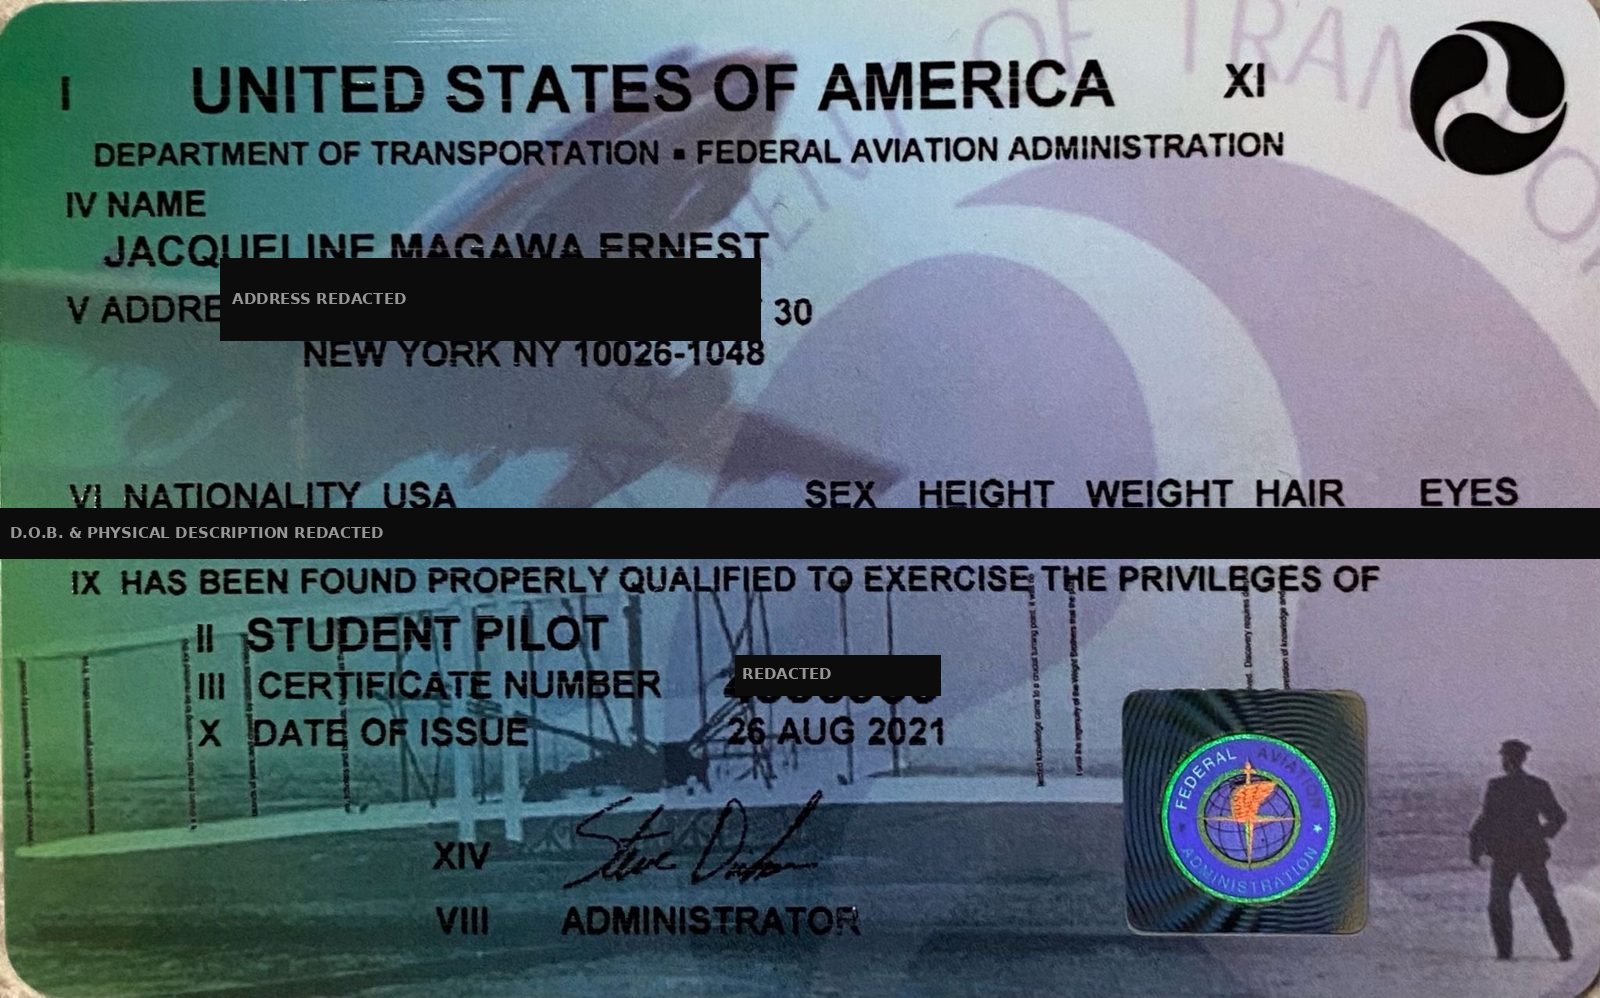 I UNITED STATES OF AMERICA XI
DEPARTMENT OF TRANSPORTATION ▪ FEDERAL AVIATION ADMINISTRATION
IV NAME
JACQUELINE MAGAWA ERNEST
V ADDRE
ADDRESS REDACTED
30
NEW YORK NY 10026-1048
VI NATIONALITY USA SEX HEIGHT WEIGHT HAIR EYES
D.O.B. & PHYSICAL DESCRIPTION REDACTED
IX HAS BEEN FOUND PROPERLY QUALIFIED TO EXERCISE THE PRIVILEGES OF
II STUDENT PILOT
III CERTIFICATE NUMBER REDACTED
X DATE OF ISSUE 26 AUG 2021
XIV Steve Dickson
VIII ADMINISTRATOR
FEDERAL AVIATION
ADMINISTRATION